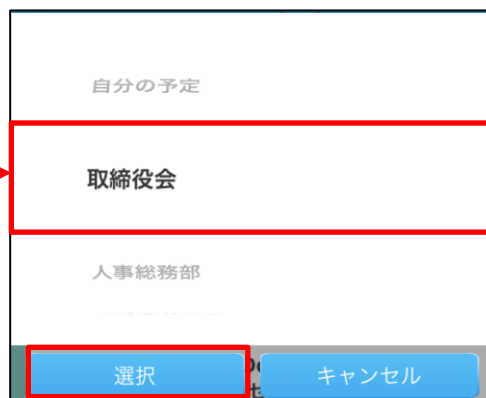 自分の予定
取締役会
人事総務部
選択
キャンセル